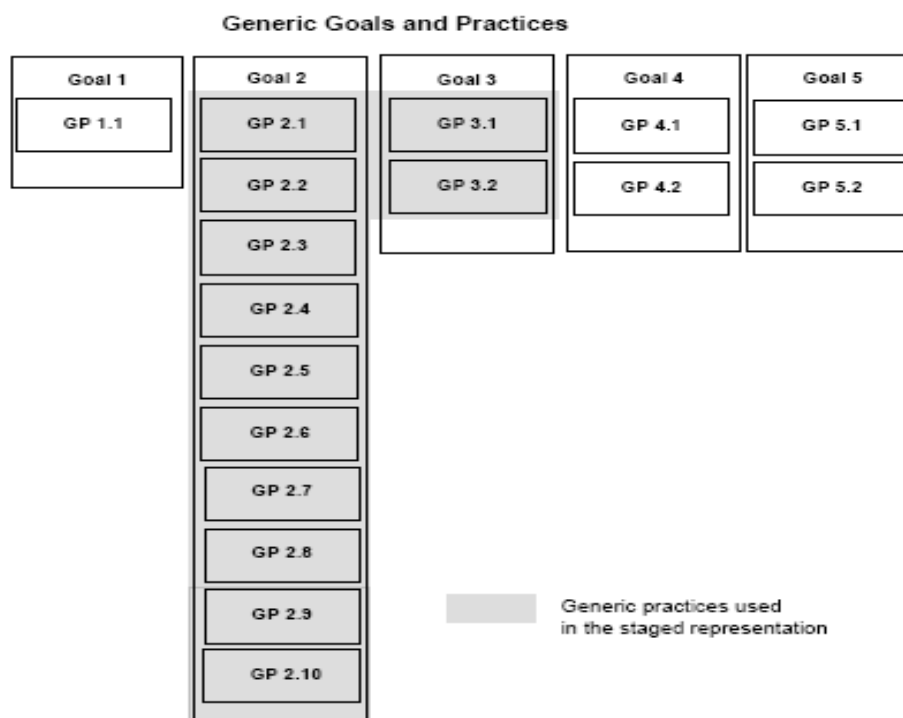 Generic Goals and Practices
Goal 1
GP 1.1
Goal 2
GP 2.1
GP 2.2
GP 2.3
GP 2.4
GP 2.5
GP 2.6
GP 2.7
GP 2.8
GP 2.9
GP 2.10
Goal 3
GP 3.1
GP 3.2
Goal 4
GP 4.1
GP 4.2
Goal 5
GP 5.1
GP 5.2
Generic practices used
in the staged representation